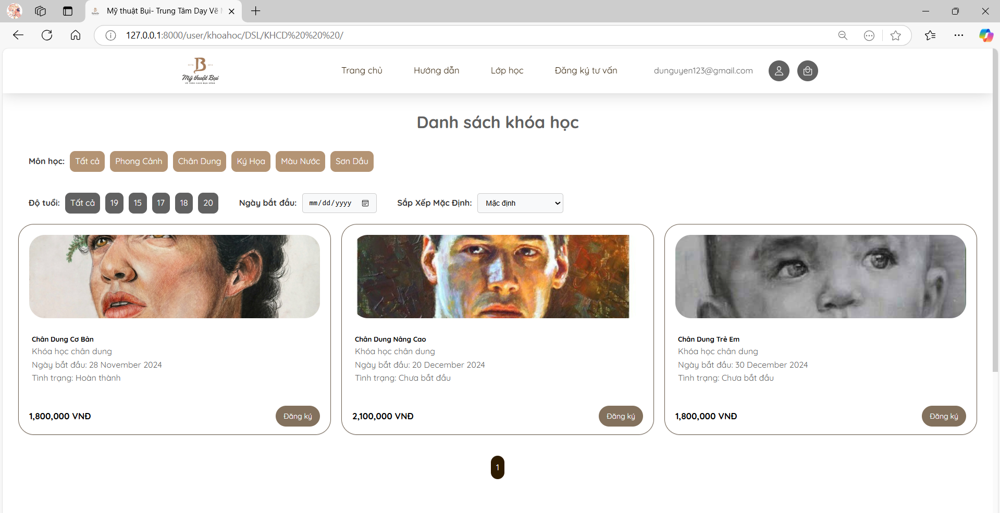 Mỹ thuật Bụi- Trung Tâm Dạy Vẽ
127.0.0.1:8000/user/khoahoc/DSL/KHCD%20%20%20/
B
Mỹ thuật Bụi
VẼ THEO CÁCH BẠN SỐNG
Trang chủ
Hướng dẫn
Lớp học
Đăng ký tư vấn
dunguyen123@gmail.com
Danh sách khóa học
Môn học: Tất cả Phong Cảnh Chân Dung Ký Họa Màu Nước Sơn Dầu
Độ tuổi: Tất cả 19 15 17 18 20 Ngày bắt đầu: mm/dd/yyyy Sắp Xếp Mặc Định: Mặc định
Chân Dung Cơ Bản
Khóa học chân dung
Ngày bắt đầu: 28 November 2024
Tình trạng: Hoàn thành
1,800,000 VNĐ Đăng ký
Chân Dung Nâng Cao
Khóa học chân dung
Ngày bắt đầu: 20 December 2024
Tình trạng: Chưa bắt đầu
2,100,000 VNĐ Đăng ký
Chân Dung Trẻ Em
Khóa học chân dung
Ngày bắt đầu: 30 December 2024
Tình trạng: Chưa bắt đầu
1,800,000 VNĐ Đăng ký
1